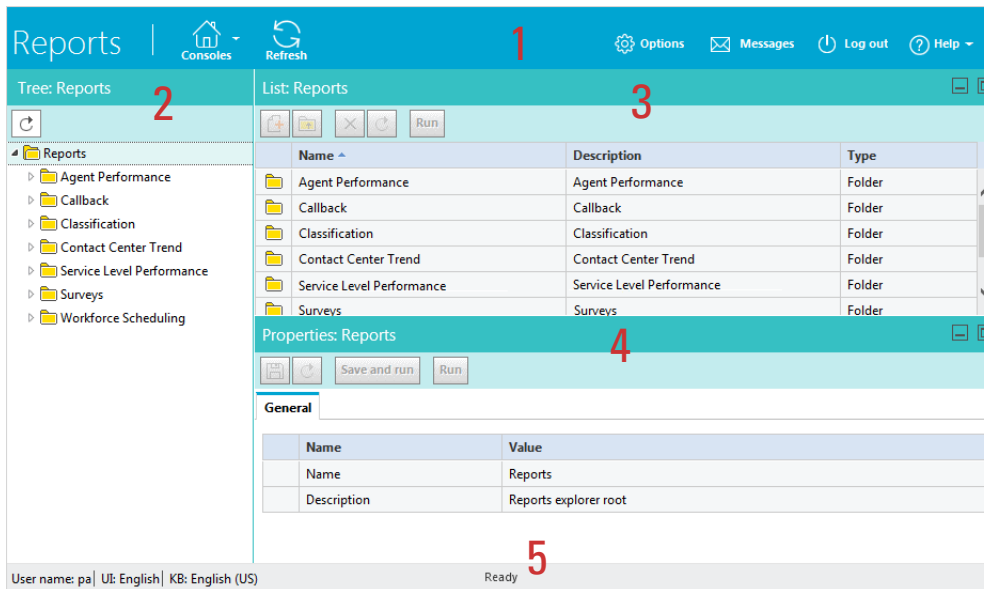 Reports
Consoles
Refresh
1
Options
Messages
Log out
Help
Tree: Reports
2
Reports
Agent Performance
Callback
Classification
Contact Center Trend
Service Level Performance
Surveys
Workforce Scheduling
List: Reports
3
Run
Name Description Type
Agent Performance Agent Performance Folder
Callback Callback Folder
Classification Classification Folder
Contact Center Trend Contact Center Trend Folder
Service Level Performance Service Level Performance Folder
Surveys Surveys Folder
Properties: Reports
4
Save and run Run
General
Name Value
Name Reports
Description Reports explorer root
5
User name: pa| UI: English| KB: English (US)
Ready